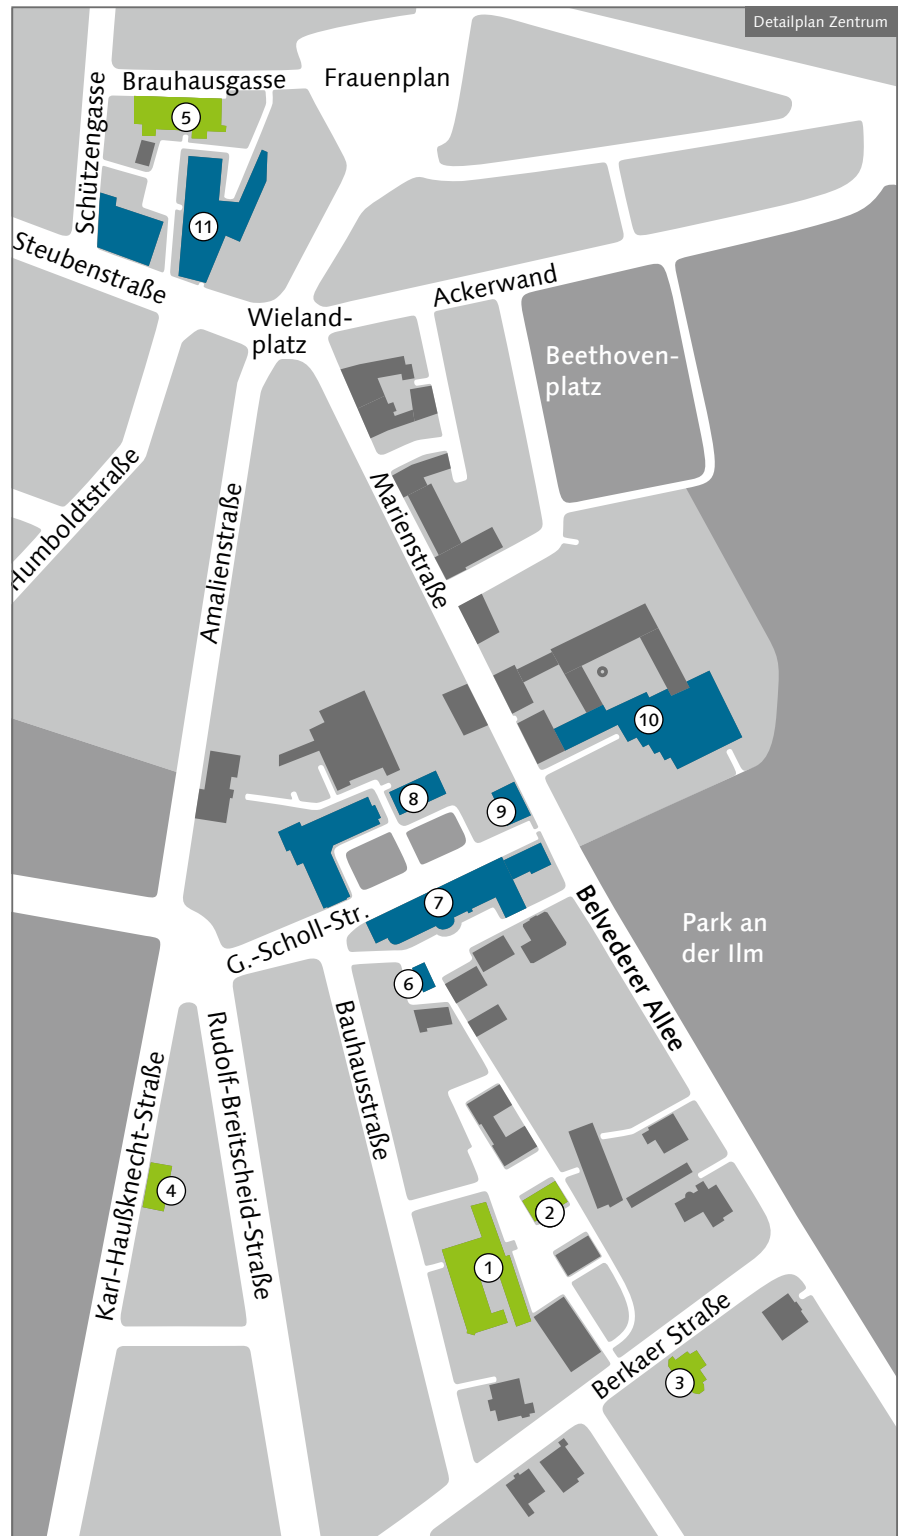 Detailplan Zentrum
Brauhausgasse
Frauenplan
Schützengasse
5
11
Steubenstraße
Wieland-
platz
Ackerwand
Beethoven-
platz
Humboldtstraße
Amalienstraße
Marienstraße
10
8
9
7
G.-Scholl-Str.
6
Belvederer Allee
Park an
der Ilm
Bauhausstraße
Rudolf-Breitscheid-Straße
Karl-Haußknecht-Straße
4
2
1
Berkaer Straße
3